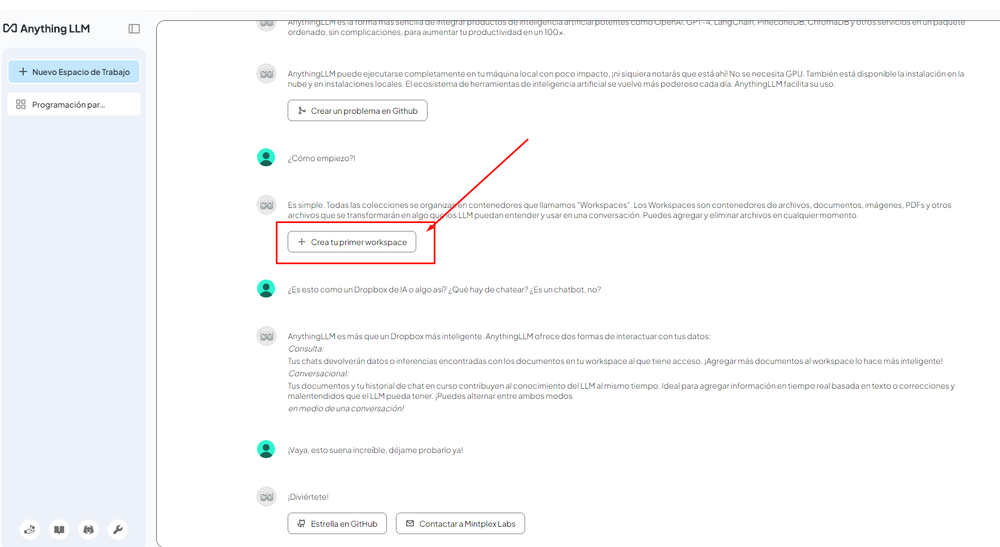 Anything LLM
Nuevo Espacio de Trabajo
Programación par...
AnythingLLM es la forma más sencilla de integrar productos de inteligencia artificial potentes como OpenAI, GPT-4, LangChain, PineconeDB, ChromaDB y otros servicios en un paquete
ordenado, sin complicaciones, para aumentar tu productividad en un 100x.
AnythingLLM puede ejecutarse completamente en tu máquina local con poco impacto, ¡ni siquiera notarás que está ahí! No se necesita GPU. También está disponible la instalación en la
nube y en instalaciones locales. El ecosistema de herramientas de inteligencia artificial se vuelve más poderoso cada día. AnythingLLM facilita su uso.
Crear un problema en Github
¿Cómo empiezo?!
Es simple. Todas las colecciones se organizan en contenedores que llamamos "Workspaces". Los Workspaces son contenedores de archivos, documentos, imágenes, PDFs y otros
archivos que se transformarán en algo que los LLM puedan entender y usar en una conversación. Puedes agregar y eliminar archivos en cualquier momento.
Crea tu primer workspace
¿Es esto como un Dropbox de IA o algo así? ¿Qué hay de chatear? ¿Es un chatbot, no?
AnythingLLM es más que un Dropbox más inteligente. AnythingLLM ofrece dos formas de interactuar con tus datos:
Consulta:
Tus chats devolverán datos o inferencias encontradas con los documentos en tu workspace al que tiene acceso. ¡Agregar más documentos al workspace lo hace más inteligente!
Conversacional:
Tus documentos y tu historial de chat en curso contribuyen al conocimiento del LLM al mismo tiempo. Ideal para agregar información en tiempo real basada en texto o correcciones y
malentendidos que el LLM pueda tener. ¡Puedes alternar entre ambos modos
en medio de una conversación!
¡Vaya, esto suena increíble, déjame probarlo ya!
¡Diviértete!
Estrella en GitHub
Contactar a Mintplex Labs